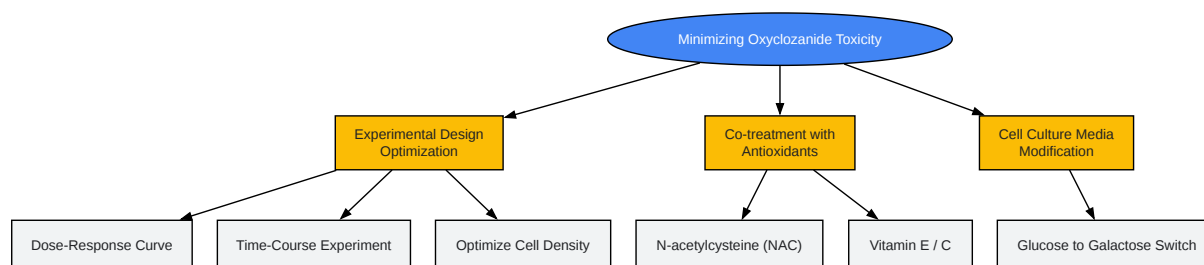 Minimizing Oxyclozanide Toxicity
Experimental Design
Optimization
Co-treatment with
Antioxidants
Cell Culture Media
Modification
Dose-Response Curve
Time-Course Experiment
Optimize Cell Density
N-acetylcysteine (NAC)
Vitamin E / C
Glucose to Galactose Switch